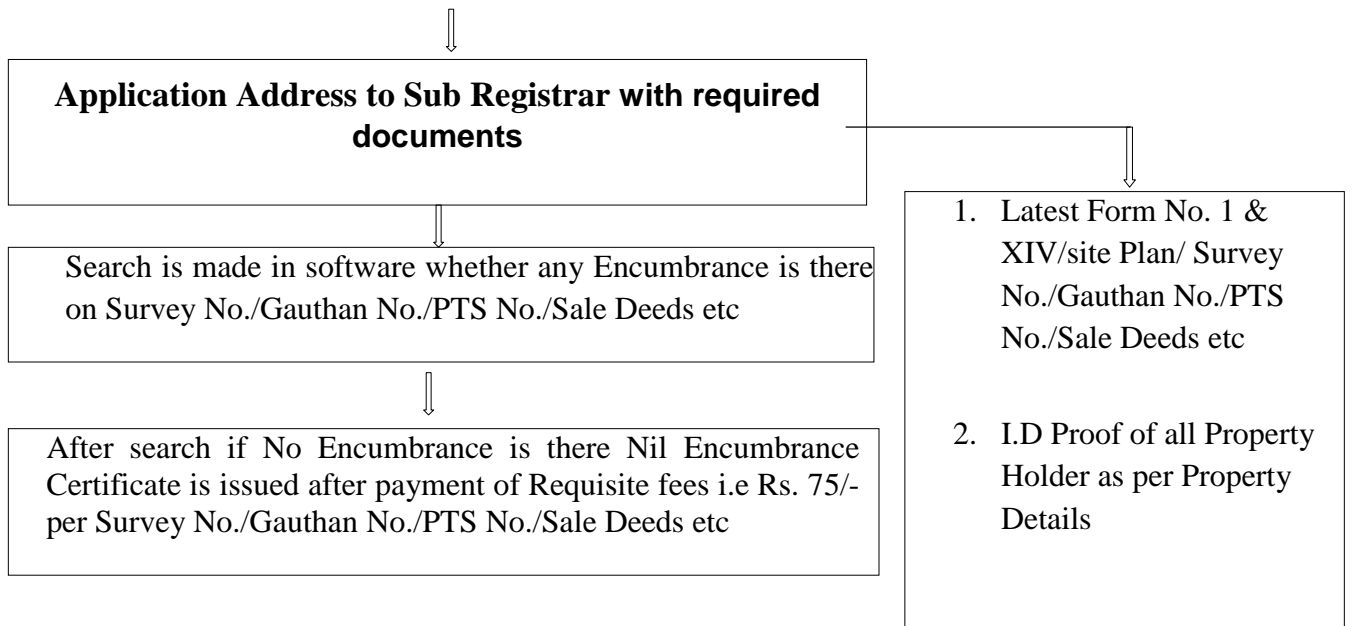 Application Address to Sub Registrar with required
documents
Search is made in software whether any Encumbrance is there
on Survey No./Gauthan No./PTS No./Sale Deeds etc
After search if No Encumbrance is there Nil Encumbrance
Certificate is issued after payment of Requisite fees i.e Rs. 75/-
per Survey No./Gauthan No./PTS No./Sale Deeds etc
1. Latest Form No. 1 &
XIV/site Plan/ Survey
No./Gauthan No./PTS
No./Sale Deeds etc
2. I.D Proof of all Property
Holder as per Property
Details